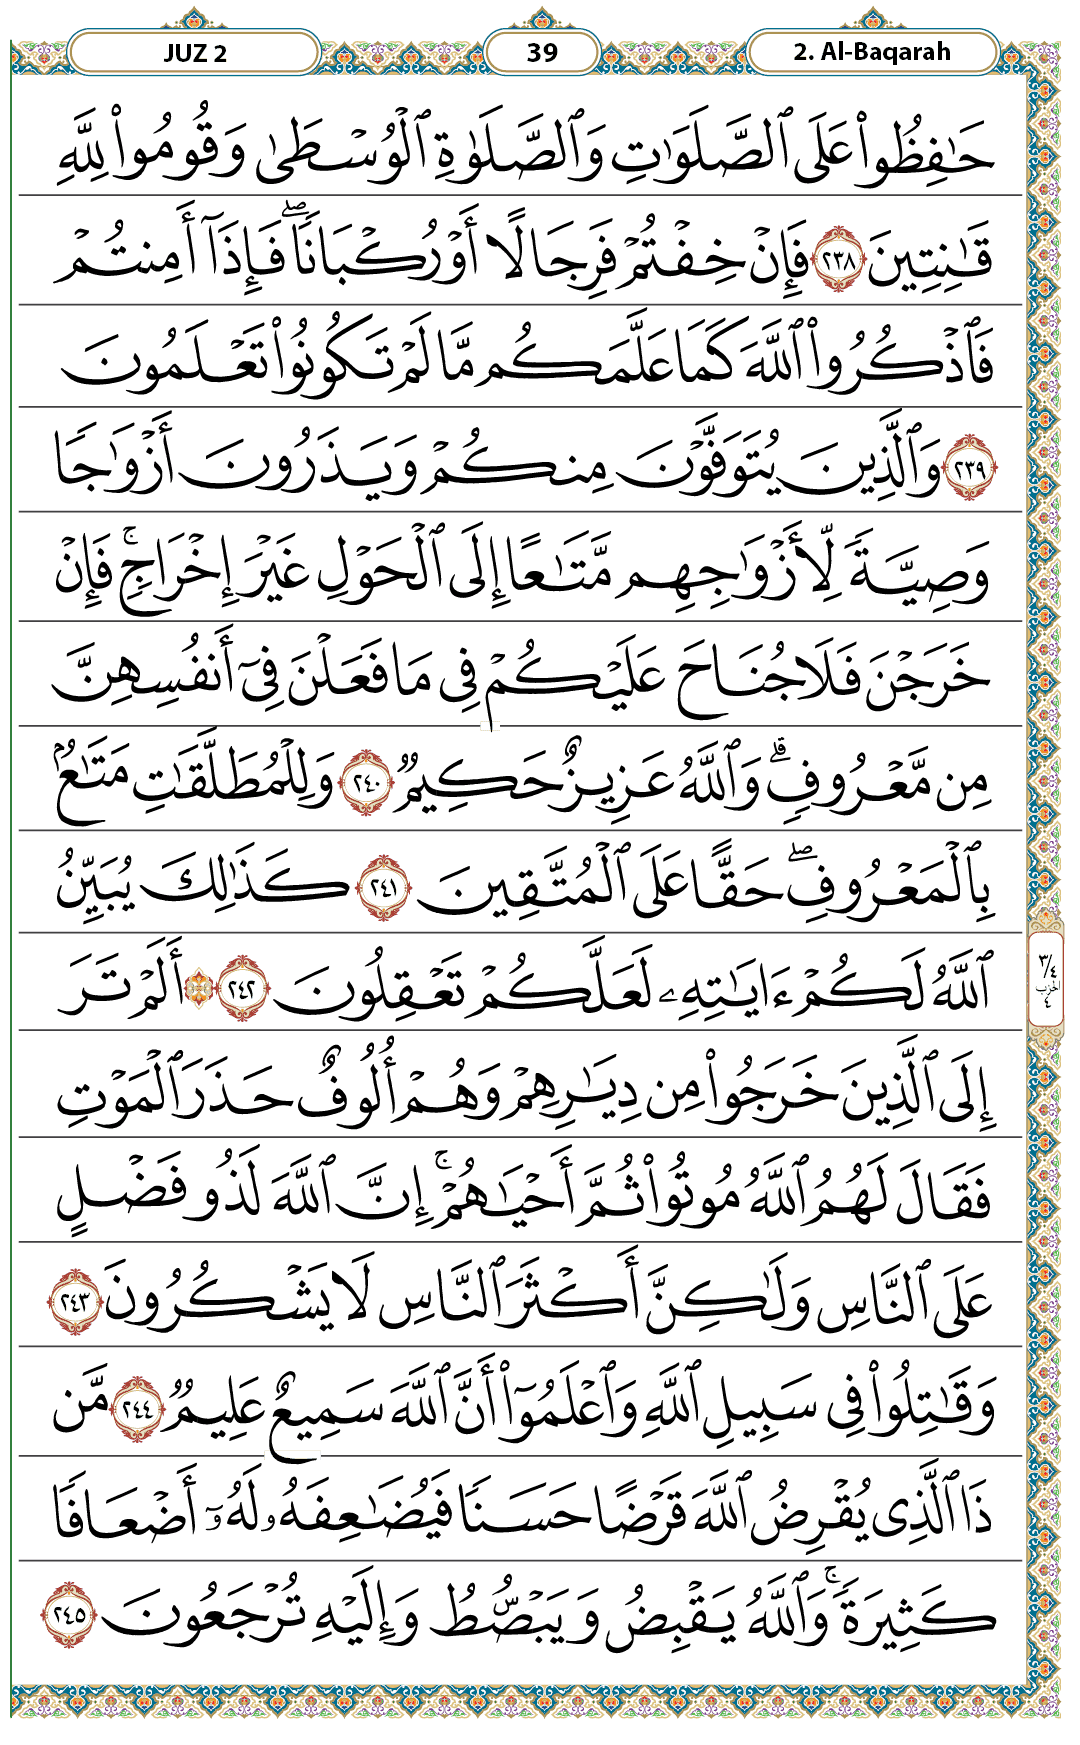 JUZ 2
39
2. Al-Baqarah
حَٰفِظُوا۟ عَلَى ٱلصَّلَوَٰتِ وَٱلصَّلَوٰةِ ٱلْوُسْطَىٰ وَقُومُوا۟ لِلَّهِ
قَٰنِتِينَ ٢٣٨ فَإِنْ خِفْتُمْ فَرِجَالًا أَوْ رُكْبَانًا ۖ فَإِذَآ أَمِنتُمْ
فَٱذْكُرُوا۟ ٱللَّهَ كَمَا عَلَّمَكُم مَّا لَمْ تَكُونُوا۟ تَعْلَمُونَ
٢٣٩ وَٱلَّذِينَ يُتَوَفَّوْنَ مِنكُمْ وَيَذَرُونَ أَزْوَٰجًا
وَصِيَّةً لِّأَزْوَٰجِهِم مَّتَٰعًا إِلَى ٱلْحَوْلِ غَيْرَ إِخْرَاجٍ ۚ فَإِنْ
خَرَجْنَ فَلَا جُنَاحَ عَلَيْكُمْ فِى مَا فَعَلْنَ فِىٓ أَنفُسِهِنَّ
مِن مَّعْرُوفٍ ۗ وَٱللَّهُ عَزِيزٌ حَكِيمٌ ٢٤٠ وَلِلْمُطَلَّقَٰتِ مَتَٰعٌۢ
بِٱلْمَعْرُوفِ ۖ حَقًّا عَلَى ٱلْمُتَّقِينَ ٢٤١ كَذَٰلِكَ يُبَيِّنُ
ٱللَّهُ لَكُمْ ءَايَٰتِهِۦ لَعَلَّكُمْ تَعْقِلُونَ ٢٤٢ ۞ أَلَمْ تَرَ
٣/٤
الحزب
٤
إِلَى ٱلَّذِينَ خَرَجُوا۟ مِن دِيَٰرِهِمْ وَهُمْ أُلُوفٌ حَذَرَ ٱلْمَوْتِ
فَقَالَ لَهُمُ ٱللَّهُ مُوتُوا۟ ثُمَّ أَحْيَٰهُمْ ۚ إِنَّ ٱللَّهَ لَذُو فَضْلٍ
عَلَى ٱلنَّاسِ وَلَٰكِنَّ أَكْثَرَ ٱلنَّاسِ لَا يَشْكُرُونَ ٢٤٣
وَقَٰتِلُوا۟ فِى سَبِيلِ ٱللَّهِ وَٱعْلَمُوٓا۟ أَنَّ ٱللَّهَ سَمِيعٌ عَلِيمٌ ٢٤٤ مَّن
ذَا ٱلَّذِى يُقْرِضُ ٱللَّهَ قَرْضًا حَسَنًا فَيُضَٰعِفَهُۥ لَهُۥٓ أَضْعَافًا
كَثِيرَةً ۚ وَٱللَّهُ يَقْبِضُ وَيَبْصُۜطُ وَإِلَيْهِ تُرْجَعُونَ ٢٤٥